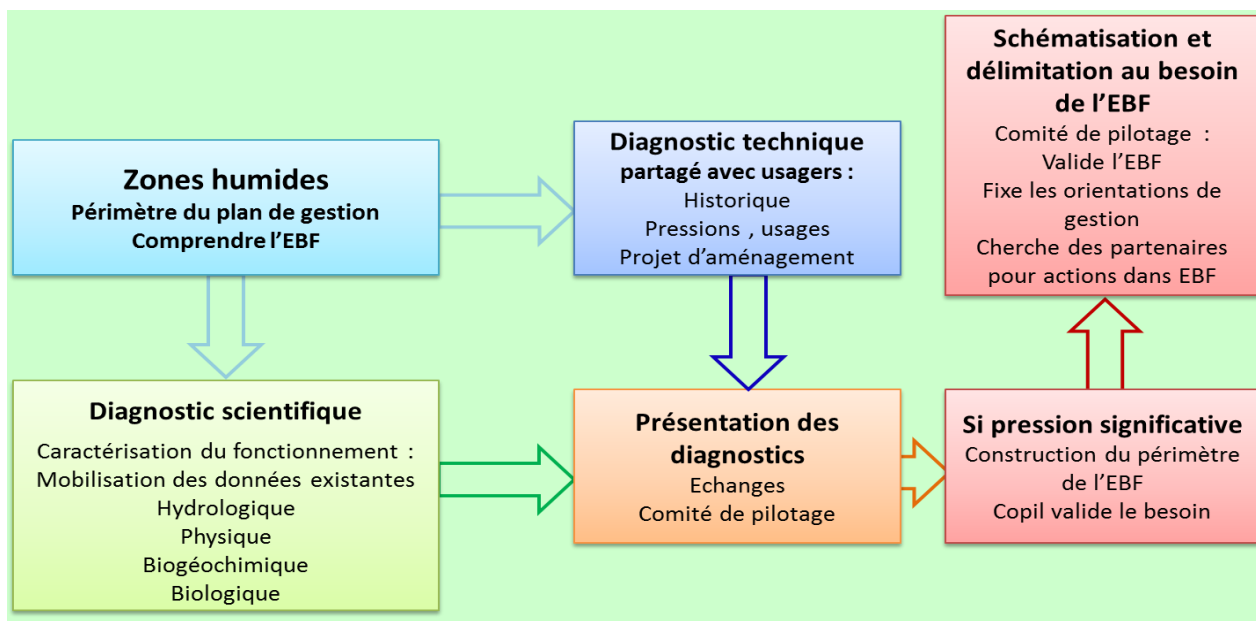 Zones humides
Périmètre du plan de gestion
Comprendre l'EBF
Diagnostic technique
partagé avec usagers :
Historique
Pressions , usages
Projet d'aménagement
Schématisation et
délimitation au besoin
de l'EBF
Comité de pilotage :
Valide l'EBF
Fixe les orientations de
gestion
Cherche des partenaires
pour actions dans EBF
Diagnostic scientifique
Caractérisation du fonctionnement :
Mobilisation des données existantes
Hydrologique
Physique
Biogéochimique
Biologique
Présentation des
diagnostics
Echanges
Comité de pilotage
Si pression significative
Construction du périmètre
de l'EBF
Copil valide le besoin